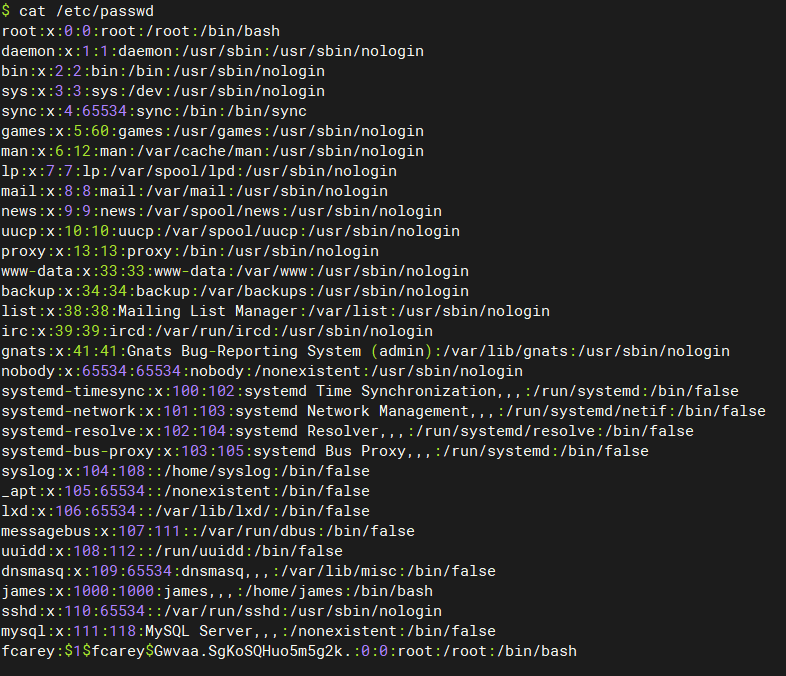 $ cat /etc/passwd
root:x:0:0:root:/root:/bin/bash
daemon:x:1:1:daemon:/usr/sbin:/usr/sbin/nologin
bin:x:2:2:bin:/bin:/usr/sbin/nologin
sys:x:3:3:sys:/dev:/usr/sbin/nologin
sync:x:4:65534:sync:/bin:/bin/sync
games:x:5:60:games:/usr/games:/usr/sbin/nologin
man:x:6:12:man:/var/cache/man:/usr/sbin/nologin
lp:x:7:7:lp:/var/spool/lpd:/usr/sbin/nologin
mail:x:8:8:mail:/var/mail:/usr/sbin/nologin
news:x:9:9:news:/var/spool/news:/usr/sbin/nologin
uucp:x:10:10:uucp:/var/spool/uucp:/usr/sbin/nologin
proxy:x:13:13:proxy:/bin:/usr/sbin/nologin
www-data:x:33:33:www-data:/var/www:/usr/sbin/nologin
backup:x:34:34:backup:/var/backups:/usr/sbin/nologin
list:x:38:38:Mailing List Manager:/var/list:/usr/sbin/nologin
irc:x:39:39:ircd:/var/run/ircd:/usr/sbin/nologin
gnats:x:41:41:Gnats Bug-Reporting System (admin):/var/lib/gnats:/usr/sbin/nologin
nobody:x:65534:65534:nobody:/nonexistent:/usr/sbin/nologin
systemd-timesync:x:100:102:systemd Time Synchronization,,,:/run/systemd:/bin/false
systemd-network:x:101:103:systemd Network Management,,,:/run/systemd/netif:/bin/false
systemd-resolve:x:102:104:systemd Resolver,,,:/run/systemd/resolve:/bin/false
systemd-bus-proxy:x:103:105:systemd Bus Proxy,,,:/run/systemd:/bin/false
syslog:x:104:108::/home/syslog:/bin/false
_apt:x:105:65534::/nonexistent:/bin/false
lxd:x:106:65534::/var/lib/lxd/:/bin/false
messagebus:x:107:111::/var/run/dbus:/bin/false
uuidd:x:108:112::/run/uuidd:/bin/false
dnsmasq:x:109:65534:dnsmasq,,,:/var/lib/misc:/bin/false
james:x:1000:1000:james,,,:/home/james:/bin/bash
sshd:x:110:65534::/var/run/sshd:/usr/sbin/nologin
mysql:x:111:118:MySQL Server,,,:/nonexistent:/bin/false
fcarey:$1$fcarey$Gwvaa.SgKoSQHuo5m5g2k.:0:0:root:/root:/bin/bash